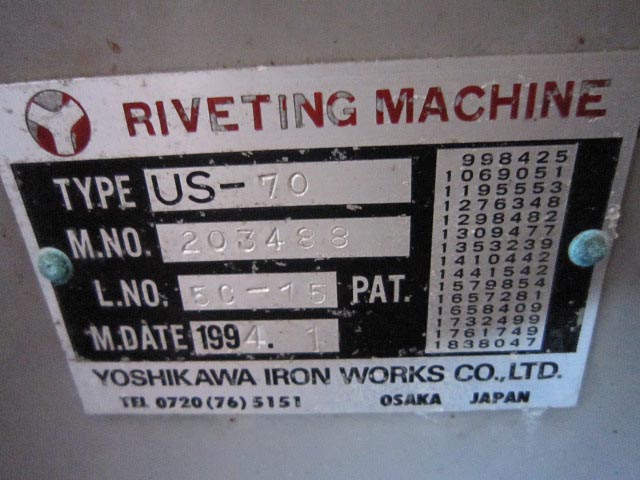 RIVETING MACHINE
TYPE US-70
M.NO. 203488
L.NO. 50-15 PAT.
M.DATE 1994. 1
998425
1069051
1195553
1276348
1298482
1309477
1353239
1410442
1441542
1579854
1657281
1658409
1732499
1761749
1838047
YOSHIKAWA IRON WORKS CO.,LTD.
TEL 0720(76)5151 OSAKA JAPAN